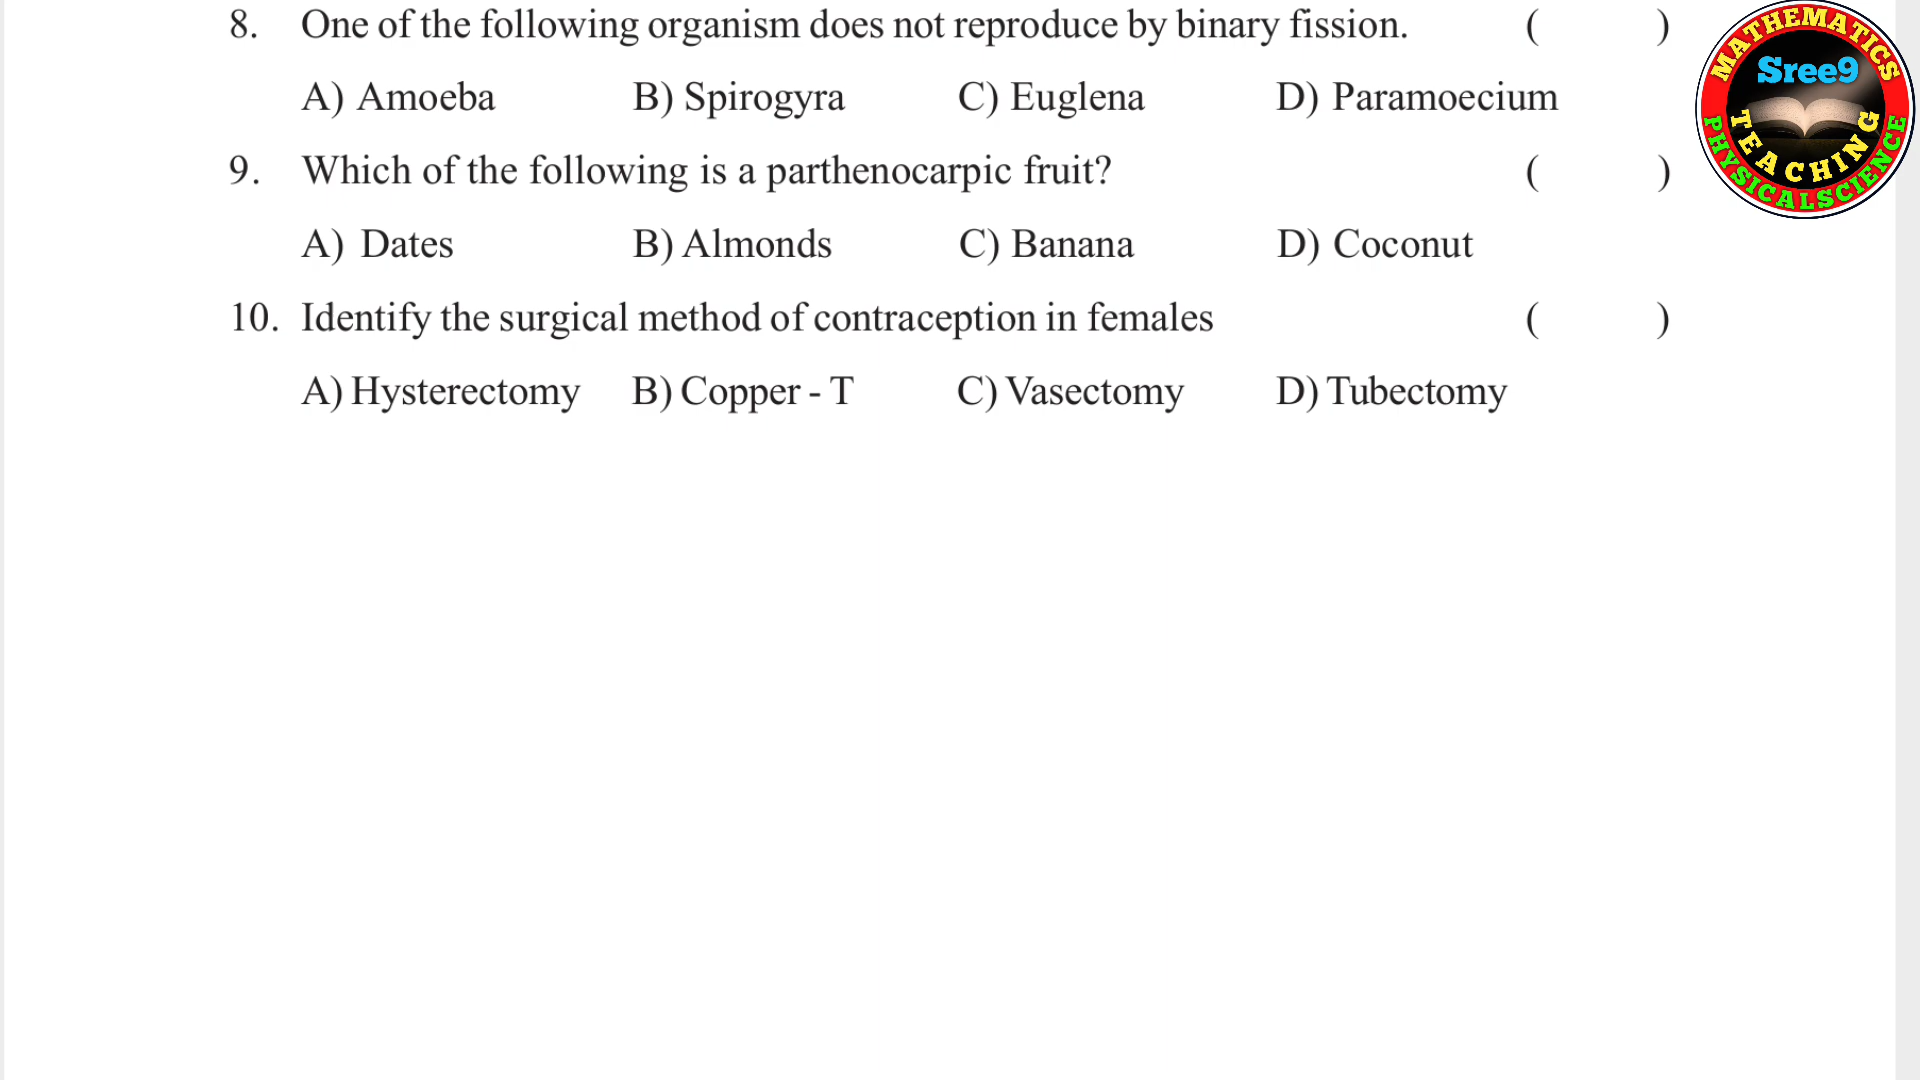 8. One of the following organism does not reproduce by binary fission. ( )
A) Amoeba B) Spirogyra C) Euglena D) Paramoecium
9. Which of the following is a parthenocarpic fruit? ( )
A) Dates B) Almonds C) Banana D) Coconut
10. Identify the surgical method of contraception in females ( )
A) Hysterectomy B) Copper - T C) Vasectomy D) Tubectomy
MATHEMATICS
Sree9
TEACHING
PHYSICALSCIENCE